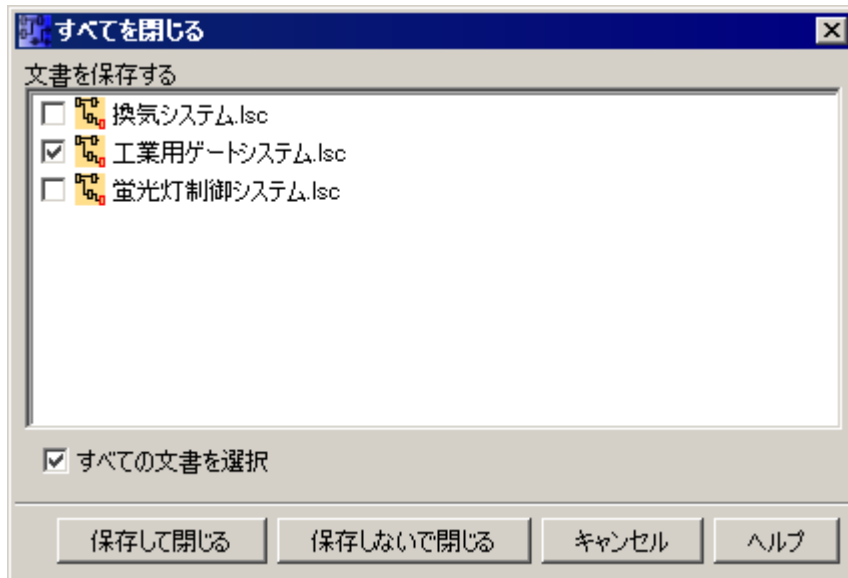 すべてを閉じる
文書を保存する
換気システム.lsc
工業用ゲートシステム.lsc
蛍光灯制御システム.lsc
すべての文書を選択
保存して閉じる 保存しないで閉じる キャンセル ヘルプ